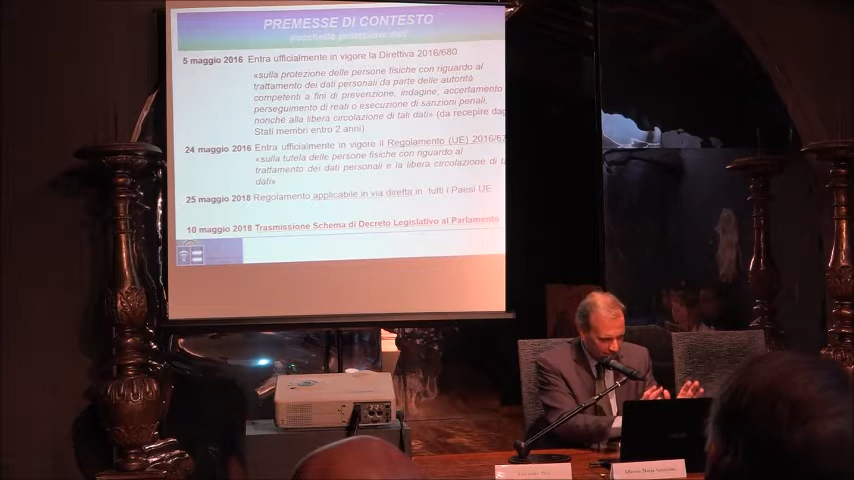 PREMESSE DI CONTESTO
pacchetto protezione dati
5 maggio 2016 Entra ufficialmente in vigore la Direttiva 2016/680
«sulla protezione delle persone fisiche con riguardo al
trattamento dei dati personali da parte delle autorità
competenti a fini di prevenzione, indagine, accertamento
perseguimento di reati o esecuzione di sanzioni penali,
nonché alla libera circolazione di tali dati» (da recepire dag
Stati membri entro 2 anni)
24 maggio 2016 Entra ufficialmente in vigore il Regolamento (UE) 2016/67
«sulla tutela delle persone fisiche con riguardo al
trattamento dei dati personali e la libera circolazione di t
dati»
25 maggio 2018 Regolamento applicabile in via diretta in tutti i Paesi UE
10 maggio 2018 Trasmissione Schema di Decreto Legislativo al Parlamento